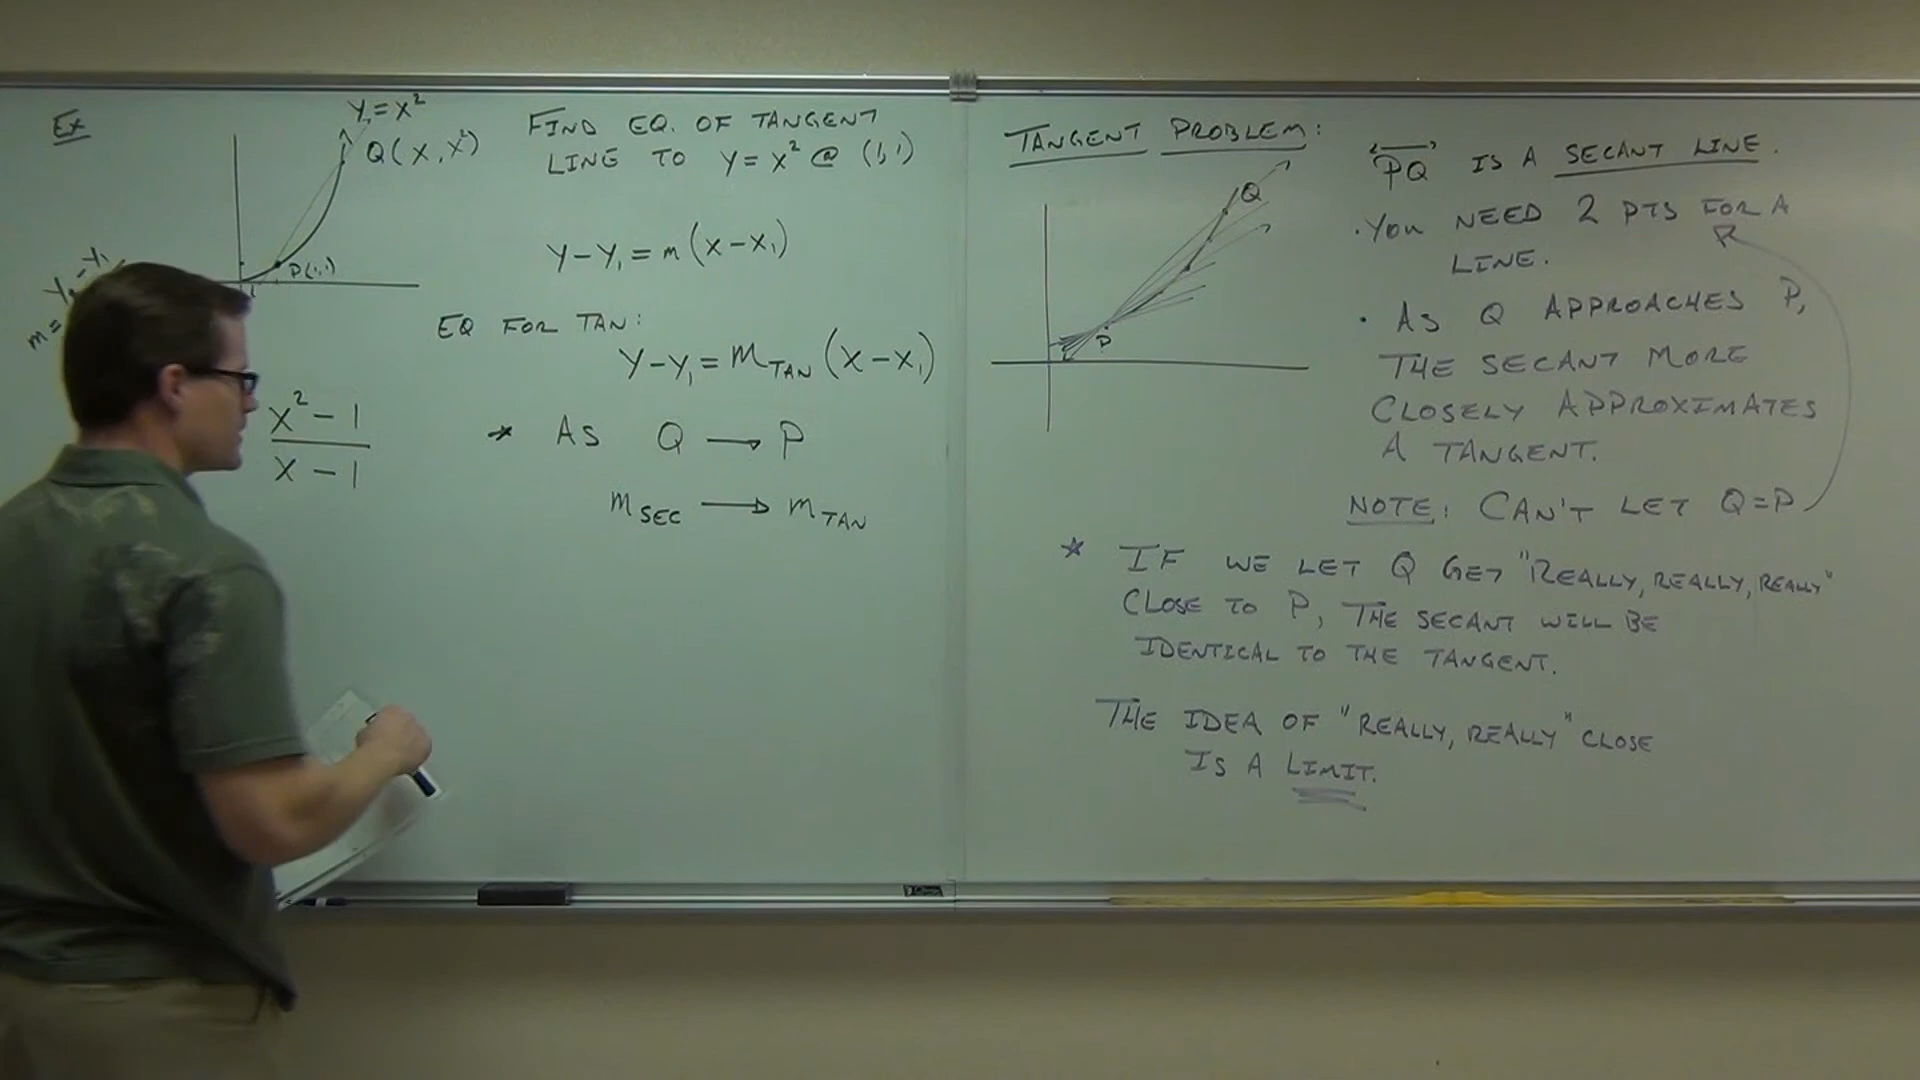 Ex
Y=x²
Q(x, x²)
P(1,1)
FIND EQ. OF TANGENT
LINE TO Y=x² @ (1,1)
Y-Y₁=m(x-x₁)
m=
EQ FOR TAN:
Y-Y₁=m_TAN(x-x₁)
x²-1
x-1
* AS Q → P
m_SEC → m_TAN
TANGENT PROBLEM:
Q
P
PQ IS A SECANT LINE.
• YOU NEED 2 PTS FOR A
LINE.
• AS Q APPROACHES P,
THE SECANT MORE
CLOSELY APPROXIMATES
A TANGENT.
NOTE: CAN'T LET Q=P
* IF WE LET Q GET "REALLY, REALLY, REALLY"
CLOSE TO P, THE SECANT WILL BE
IDENTICAL TO THE TANGENT.
THE IDEA OF "REALLY, REALLY" CLOSE
IS A LIMIT.